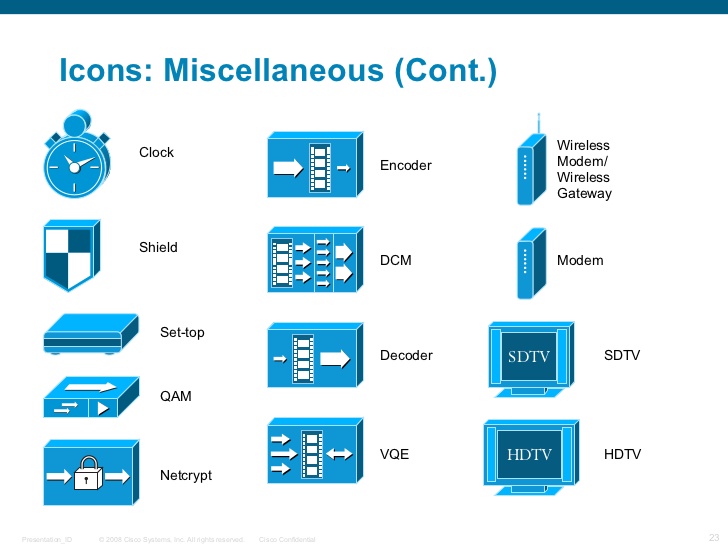 Icons: Miscellaneous (Cont.)
Clock
Shield
Set-top
QAM
Netcrypt
Encoder
DCM
Decoder
VQE
Wireless
Modem/
Wireless
Gateway
Modem
SDTV
SDTV
HDTV
HDTV
Presentation_ID
© 2008 Cisco Systems, Inc. All rights reserved.
Cisco Confidential
23